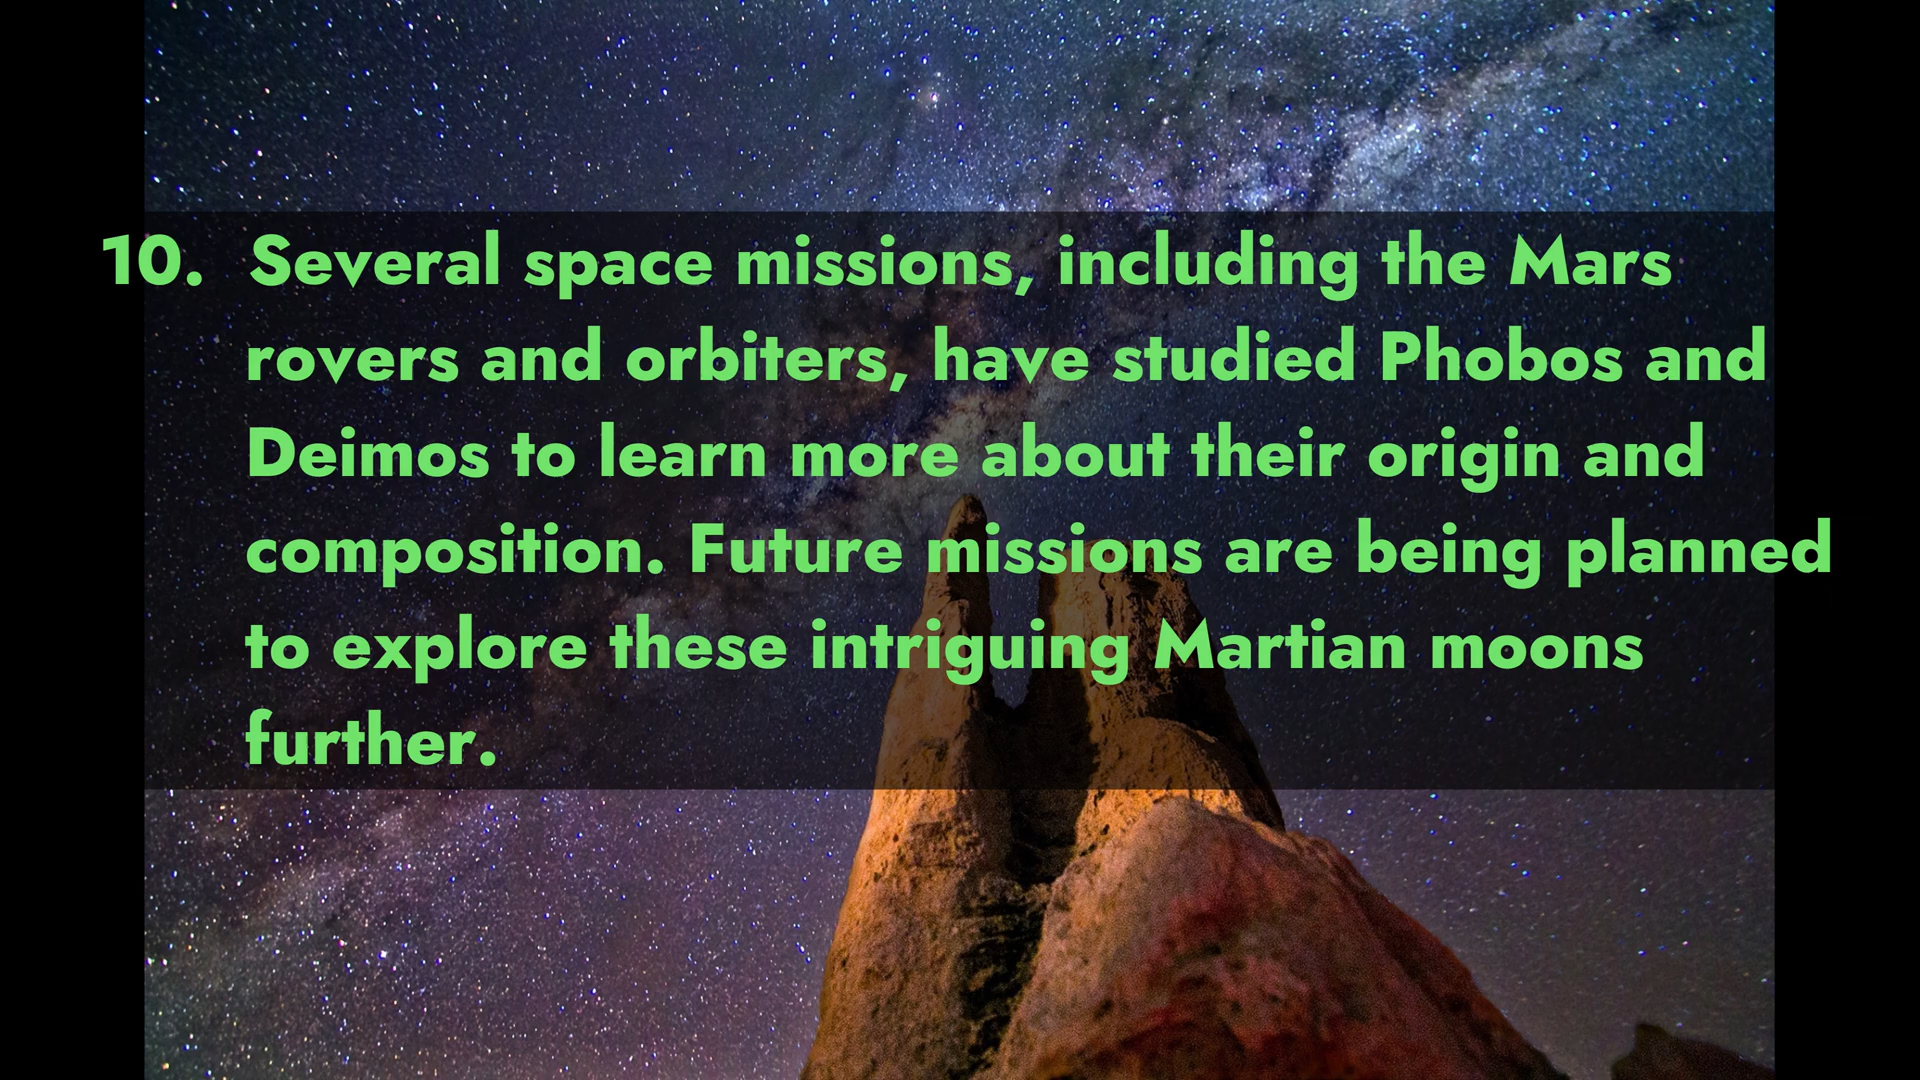 10. Several space missions, including the Mars
rovers and orbiters, have studied Phobos and
Deimos to learn more about their origin and
composition. Future missions are being planned
to explore these intriguing Martian moons
further.